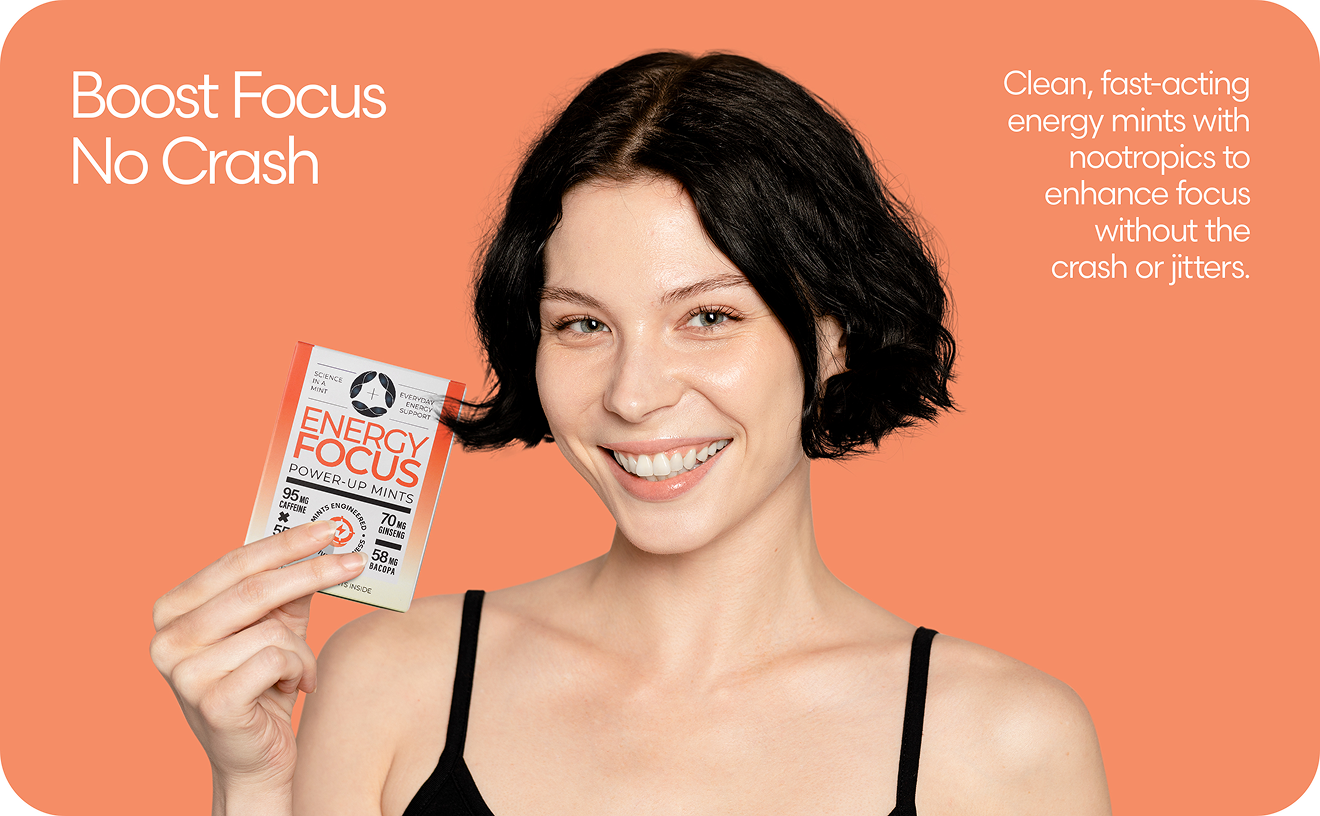 Boost Focus
No Crash
Clean, fast-acting
energy mints with
nootropics to
enhance focus
without the
crash or jitters.
SCIENCE
IN A
MINT
EVERYDAY
ENERGY
SUPPORT
ENERGY
FOCUS
POWER-UP MINTS
95 MG
CAFFEINE
MINTS ENGINEERED
70 MG
GINSENG
58 MG
BACOPA
INSIDE